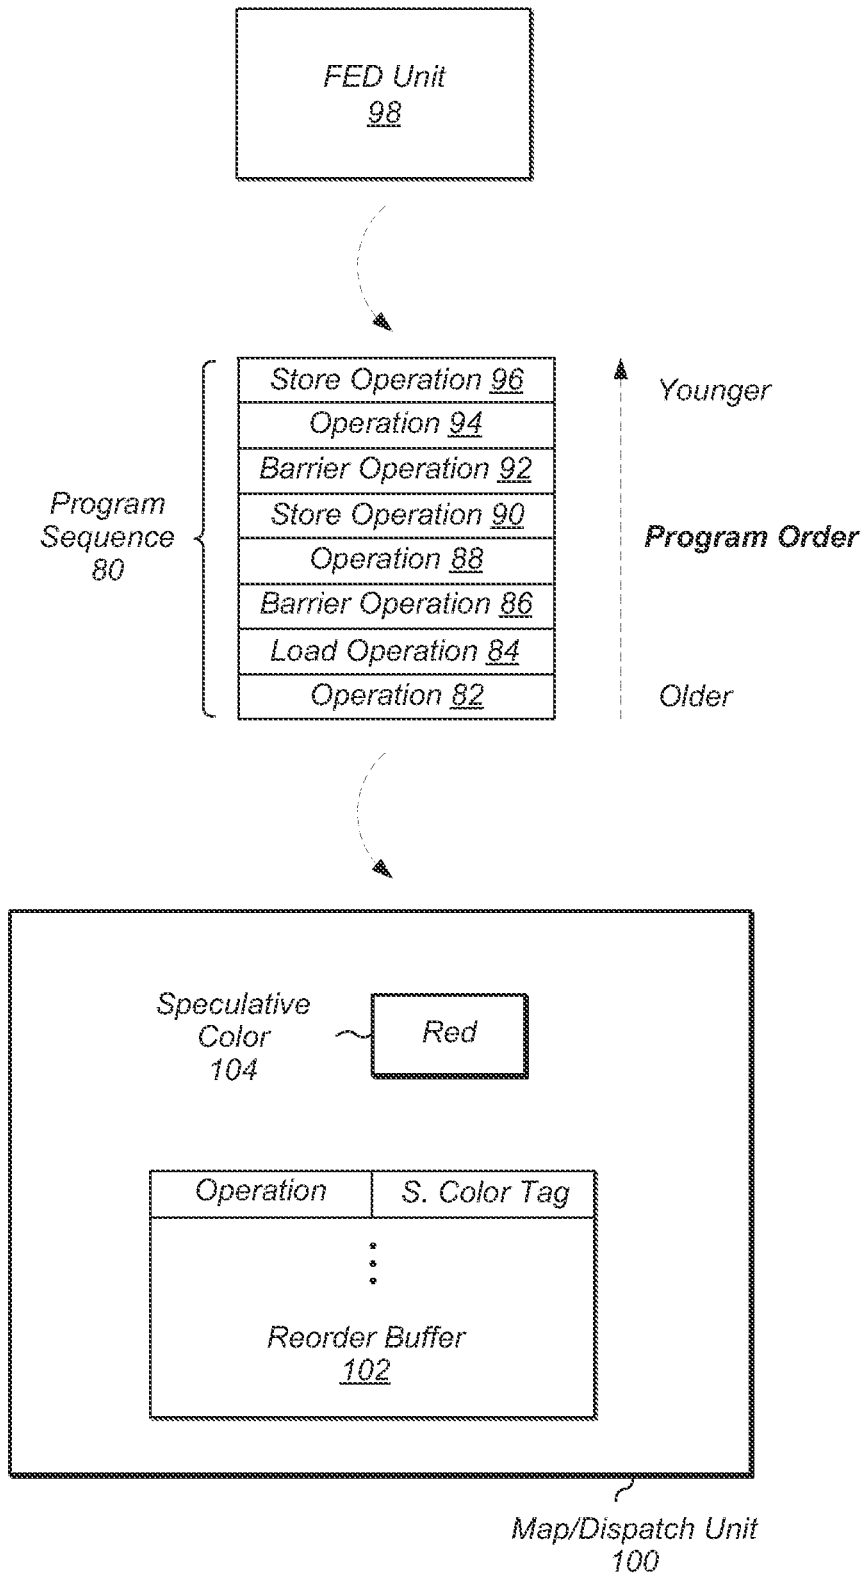 FED Unit
98
Store Operation 96
Younger
Operation 94
Barrier Operation 92
Program
Sequence
80
Store Operation 90
Program Order
Operation 88
Barrier Operation 86
Load Operation 84
Operation 82
Older
Speculative
Color
104
Red
Operation
S. Color Tag
Reorder Buffer
102
Map/Dispatch Unit
100